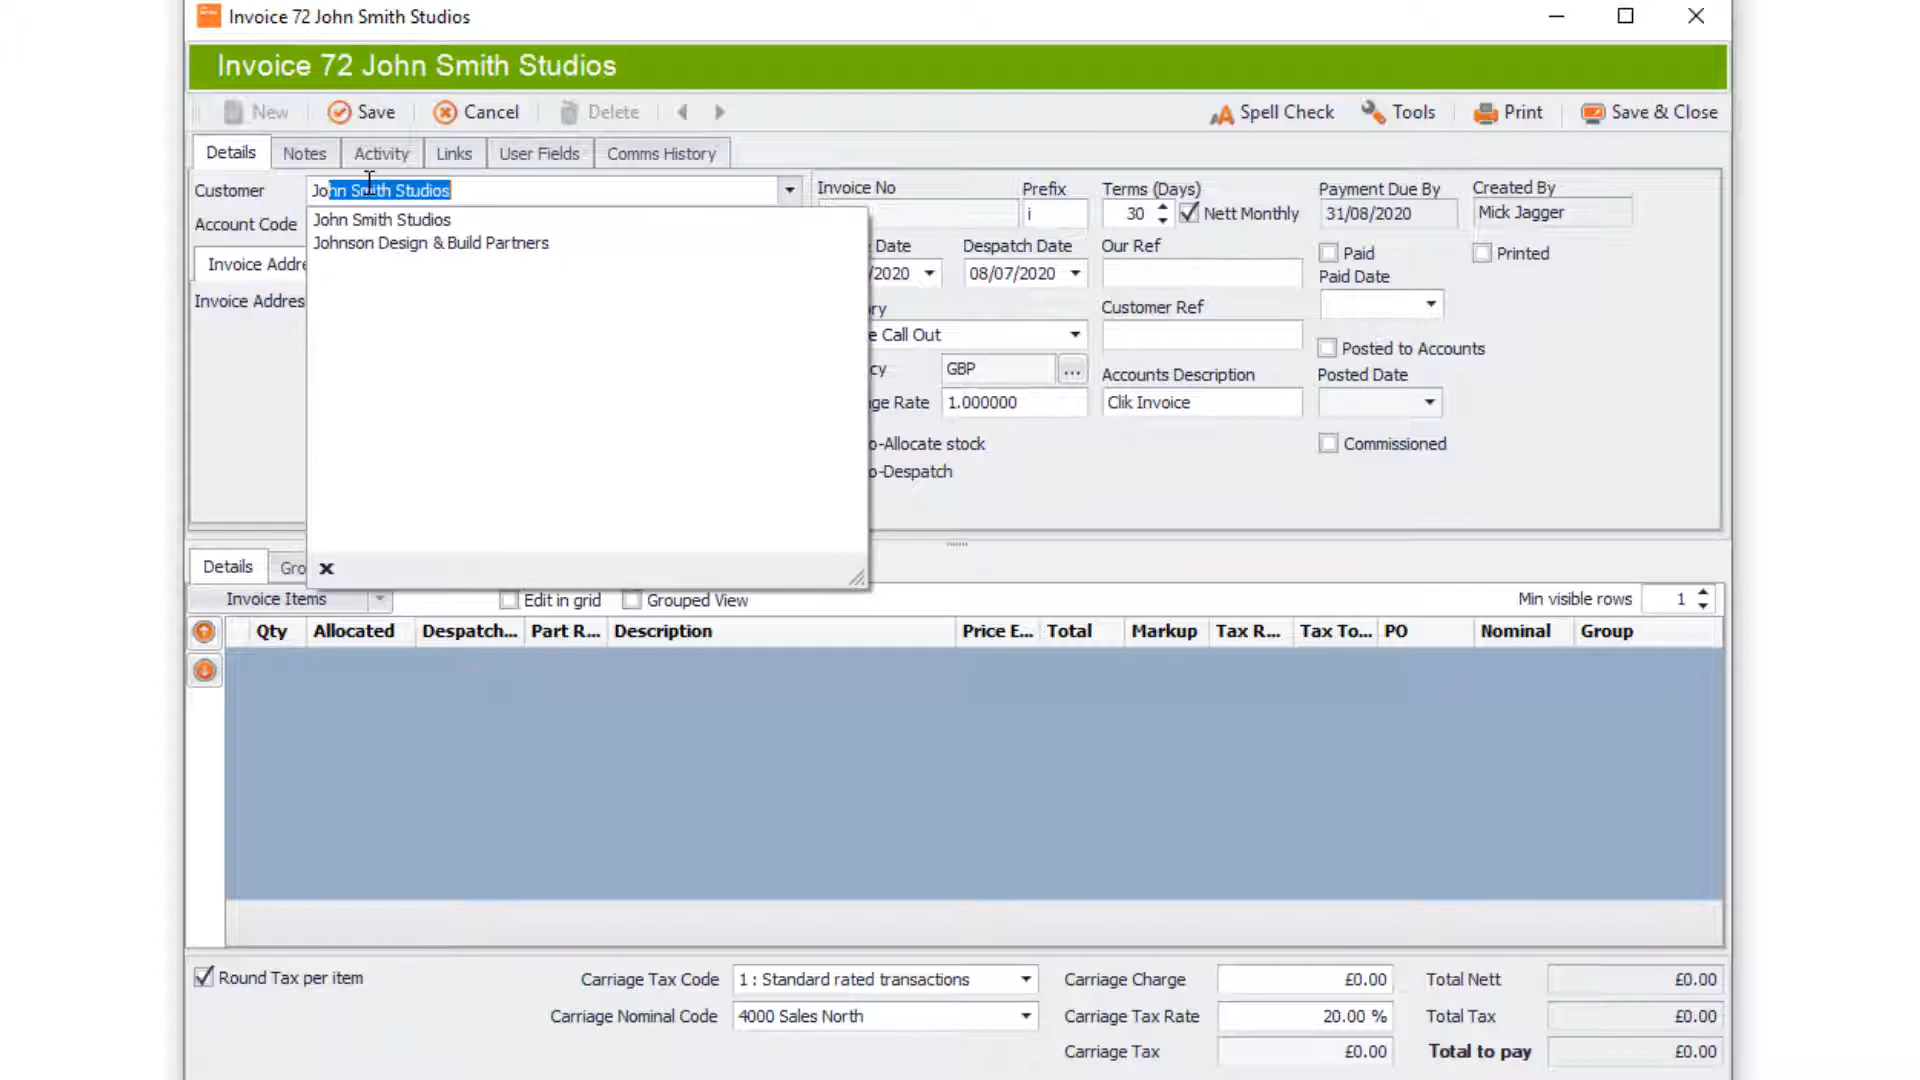 Invoice 72 John Smith Studios
Invoice 72 John Smith Studios
New Save Cancel Delete Spell Check Tools Print Save & Close
Details Notes Activity Links User Fields Comms History
Customer John Smith Studios
John Smith Studios
Johnson Design & Build Partners
Account Code
Invoice Addre
Invoice Addres
Invoice No Prefix Terms (Days) Payment Due By Created By
i 30 Nett Monthly 31/08/2020 Mick Jagger
Date Despatch Date Our Ref Paid Printed
/2020 08/07/2020 Paid Date
ry Customer Ref
e Call Out Posted to Accounts
cy GBP ... Accounts Description Posted Date
ge Rate 1.000000 Clik Invoice
o-Allocate stock Commissioned
o-Despatch
Details Gro
Invoice Items Edit in grid Grouped View Min visible rows 1
Qty Allocated Despatch... Part R... Description Price E... Total Markup Tax R... Tax To... PO Nominal Group
Round Tax per item Carriage Tax Code 1 : Standard rated transactions Carriage Charge £0.00 Total Nett £0.00
Carriage Nominal Code 4000 Sales North Carriage Tax Rate 20.00 % Total Tax £0.00
Carriage Tax £0.00 Total to pay £0.00